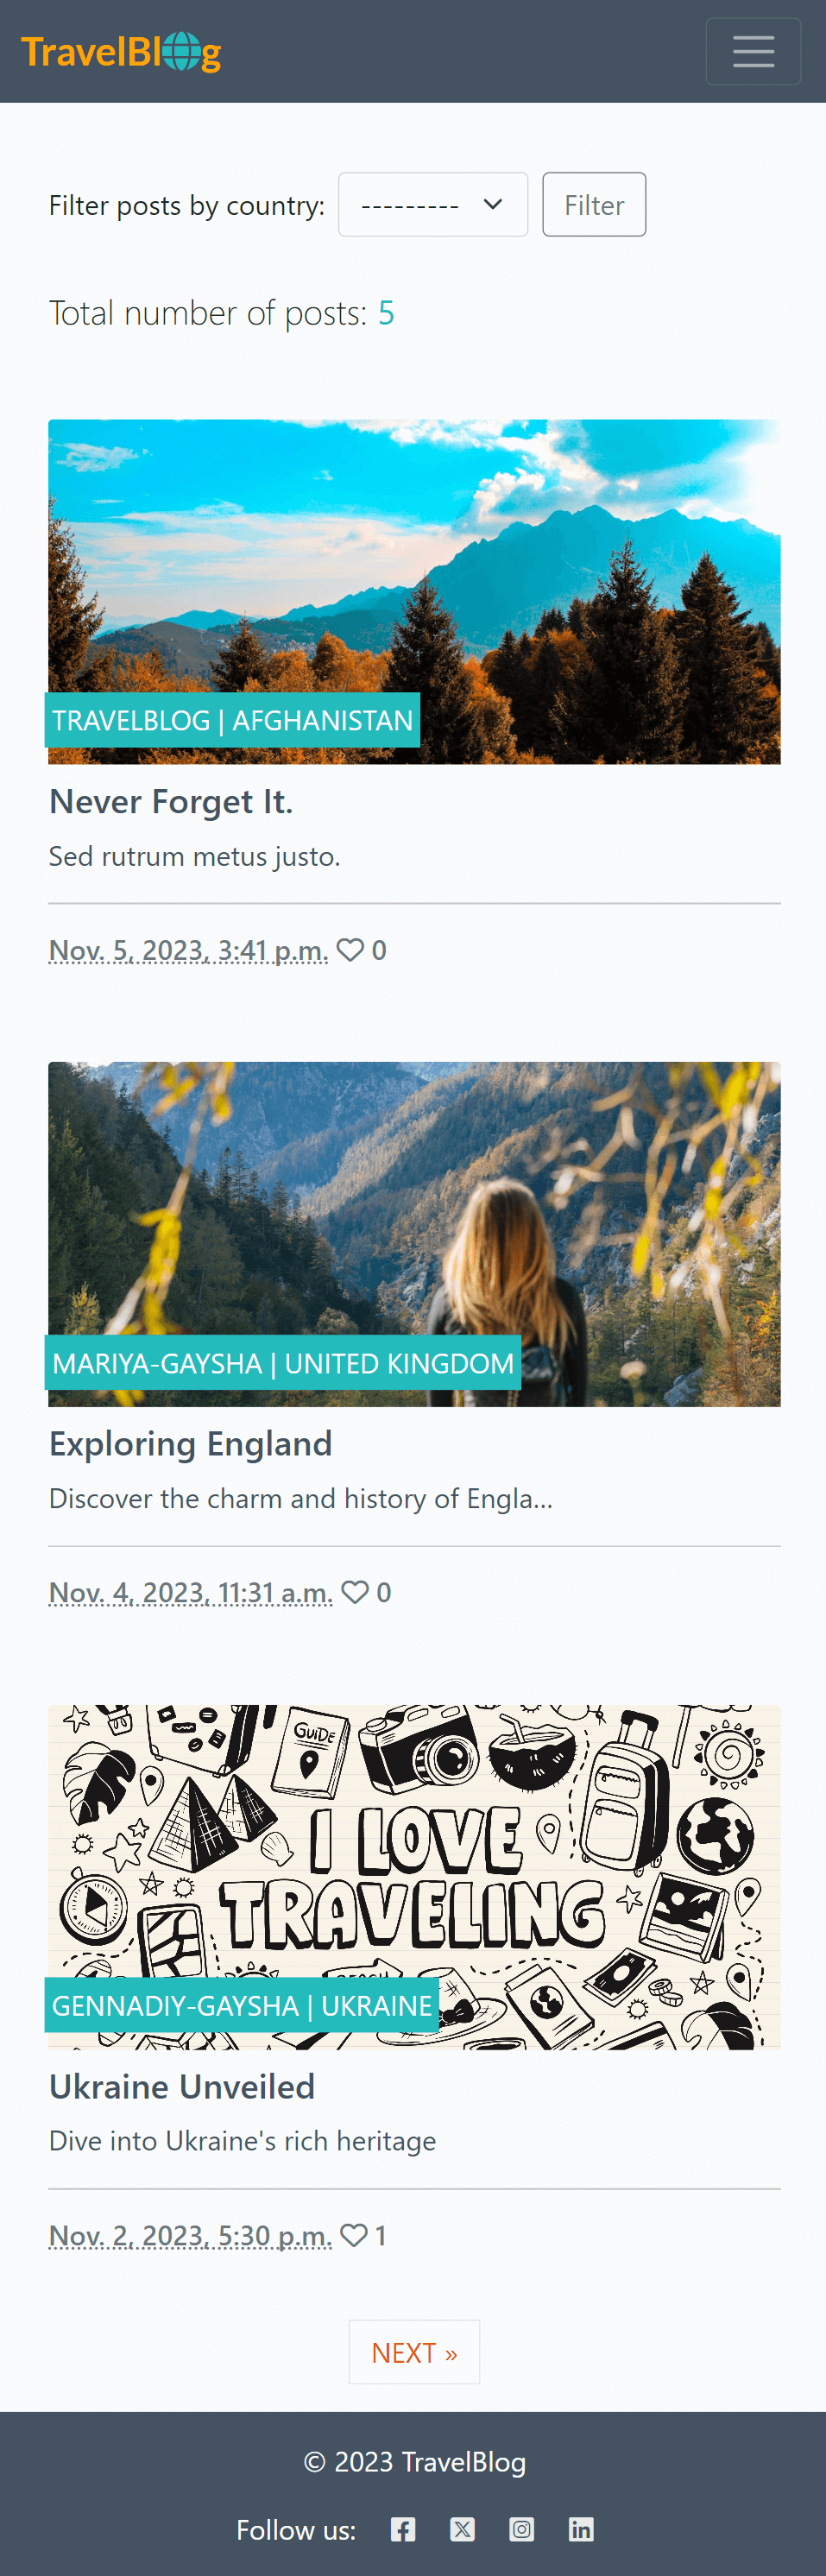 TravelBlog
Filter posts by country: --------- Filter
Total number of posts: 5
TRAVELBLOG | AFGHANISTAN
Never Forget It.
Sed rutrum metus justo.
Nov. 5, 2023, 3:41 p.m. 0
MARIYA-GAYSHA | UNITED KINGDOM
Exploring England
Discover the charm and history of Engla...
Nov. 4, 2023, 11:31 a.m. 0
GUIDE
I LOVE
TRAVELING
GENNADIY-GAYSHA | UKRAINE
Ukraine Unveiled
Dive into Ukraine's rich heritage
Nov. 2, 2023, 5:30 p.m. 1
NEXT »
© 2023 TravelBlog
Follow us: